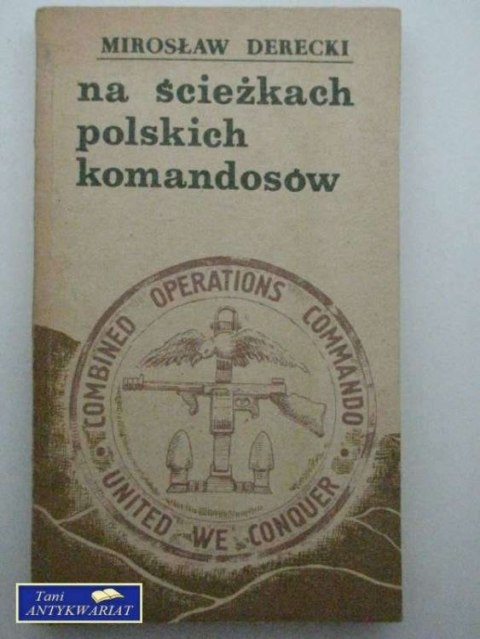 MIROSŁAW DERECKI
na ścieżkach
polskich
komandosów
• COMBINED OPERATIONS COMMANDO •
UNITED WE CONQUER
Tani
ANTYKWARIAT